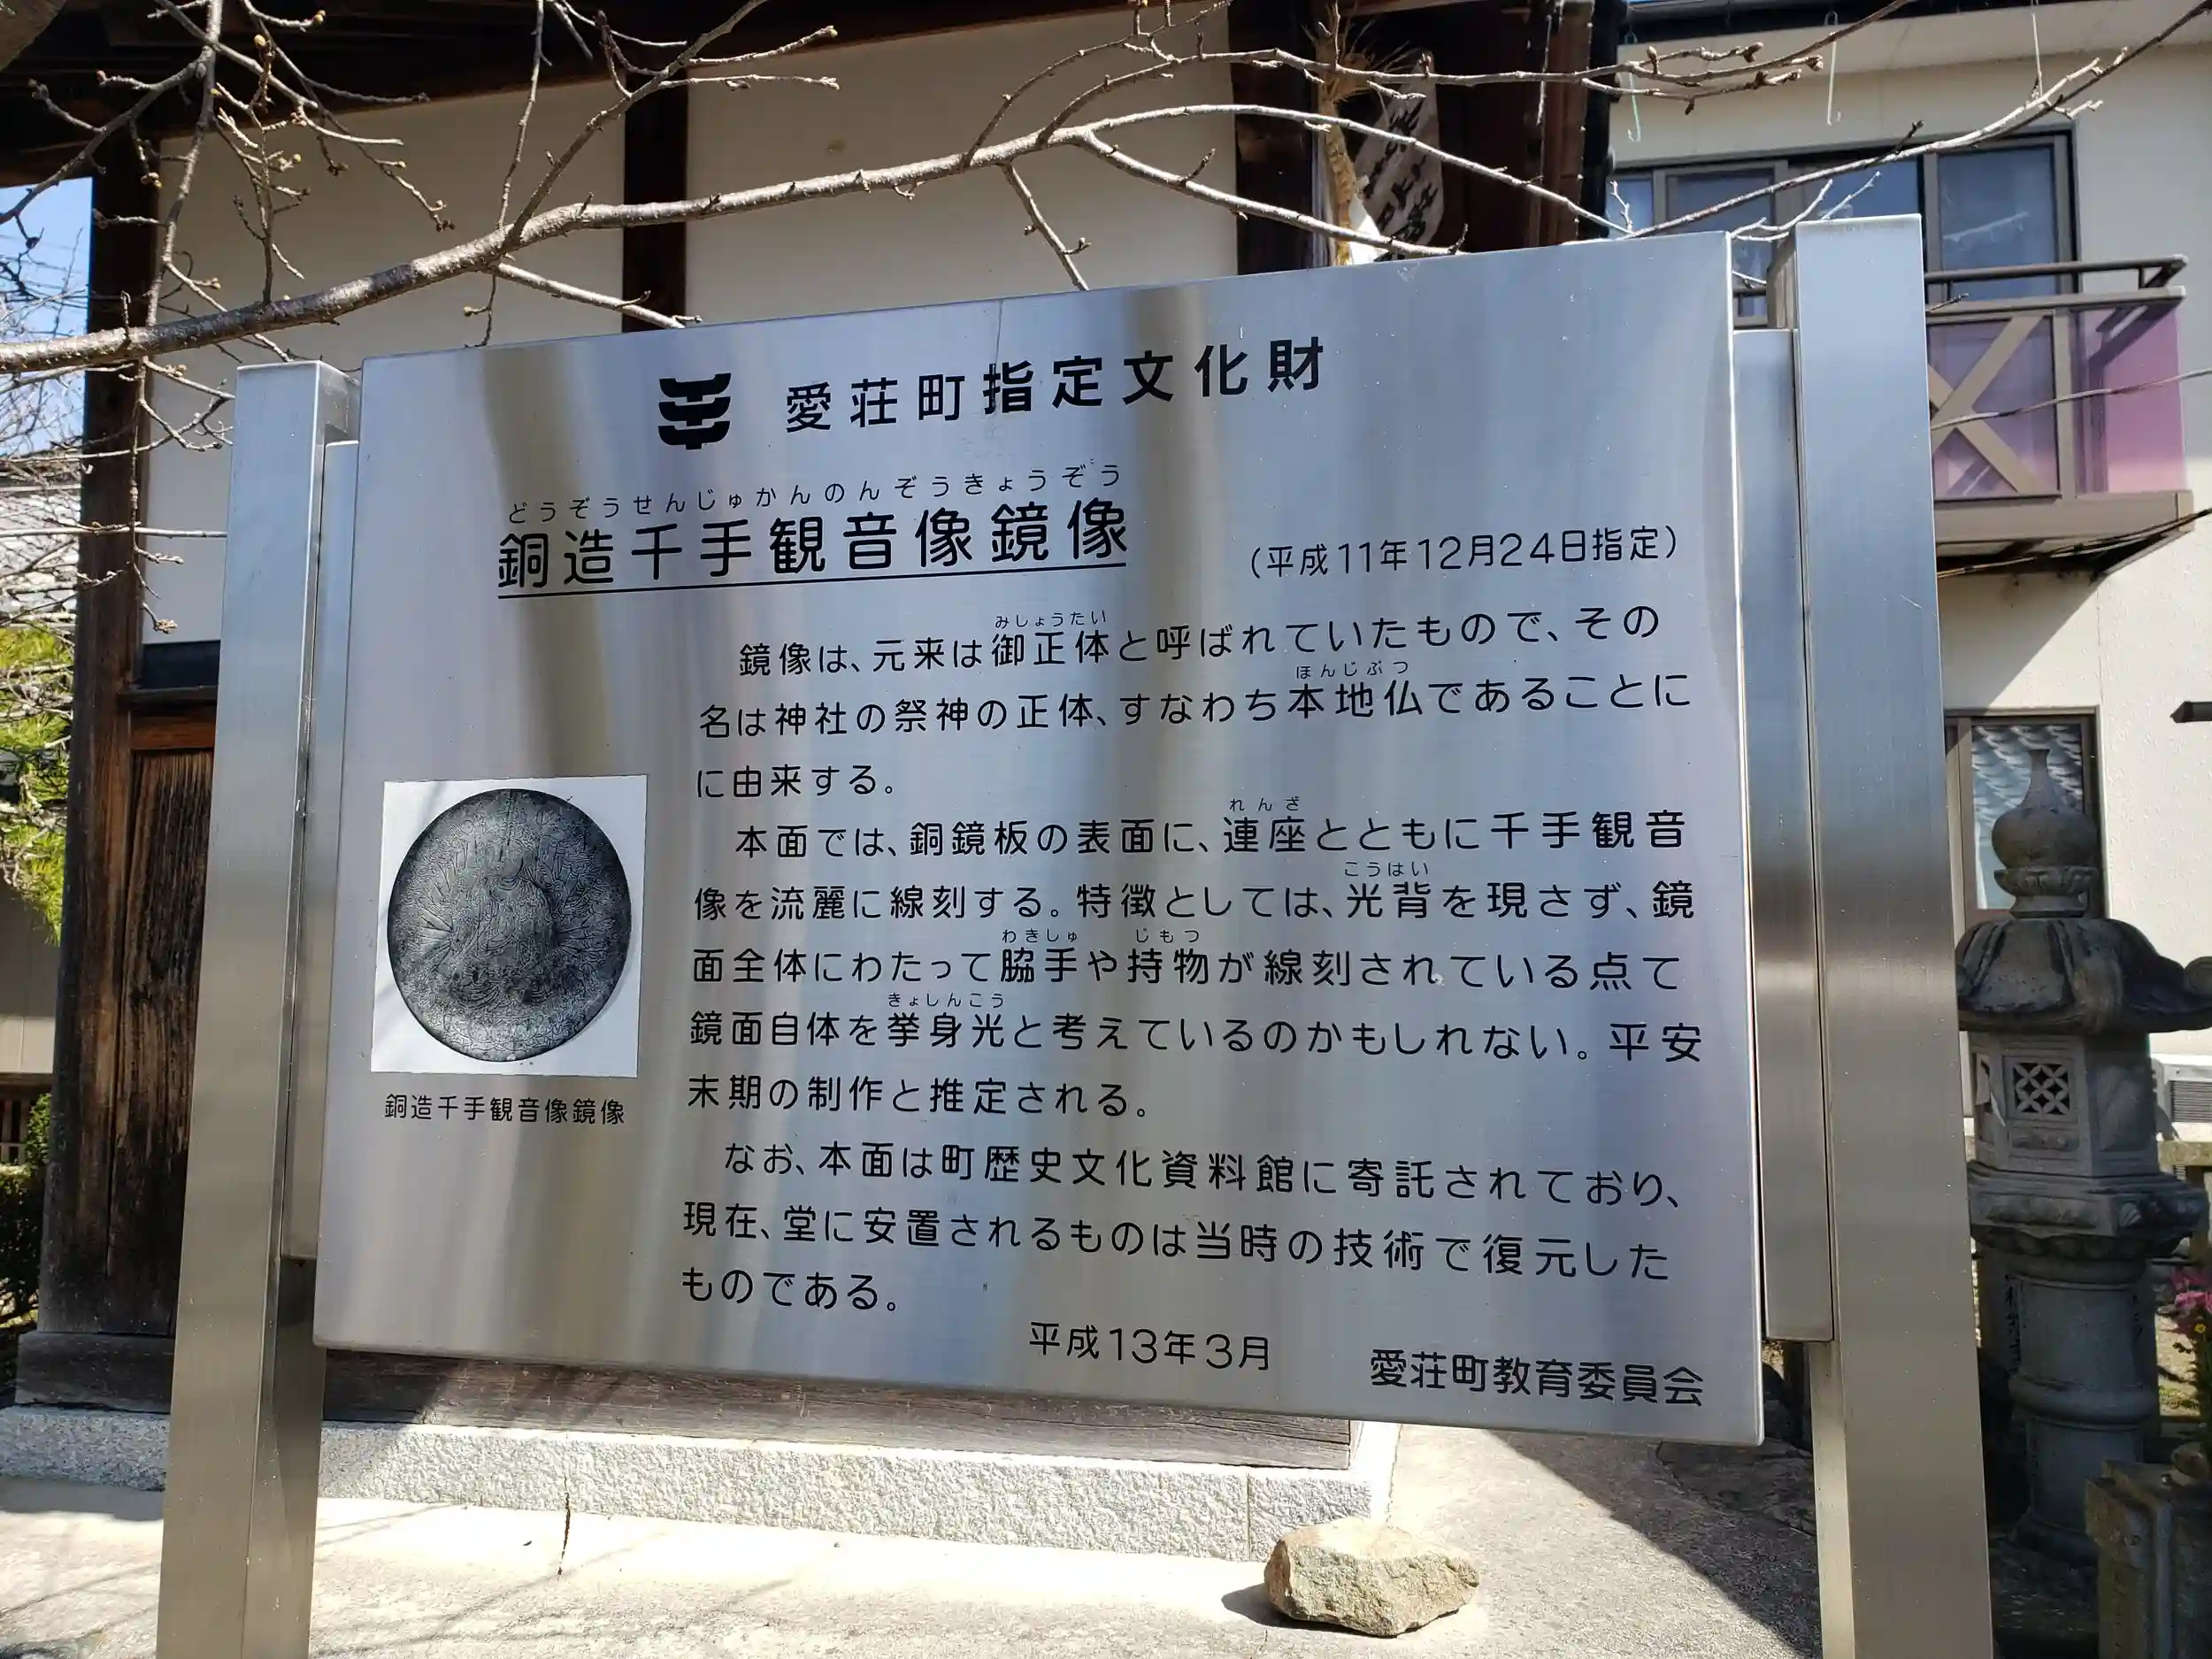 愛荘町指定文化財
どうぞうせんじゅかんのんぞうきょうぞう
銅造千手観音像鏡像
（平成11年12月24日指定）
みしょうたい
鏡像は、元来は御正体と呼ばれていたもので、その
ほんじぶつ
名は神社の祭神の正体、すなわち本地仏であることに
に由来する。
れんざ
本面では、銅鏡板の表面に、連座とともに千手観音
こうはい
像を流麗に線刻する。特徴としては、光背を現さず、鏡
わきしゅ じもつ
面全体にわたって脇手や持物が線刻されている点て
きょしんこう
鏡面自体を挙身光と考えているのかもしれない。平安
末期の制作と推定される。
なお、本面は町歴史文化資料館に寄託されており、
現在、堂に安置されるものは当時の技術で復元した
ものである。
銅造千手観音像鏡像
平成13年3月
愛荘町教育委員会